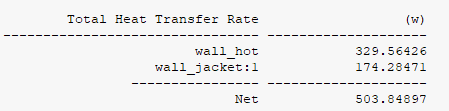 Total Heat Transfer Rate (w)
-------------------------------- --------------------
wall_hot 329.56426
wall_jacket:1 174.28471
---------------- --------------------
Net 503.84897